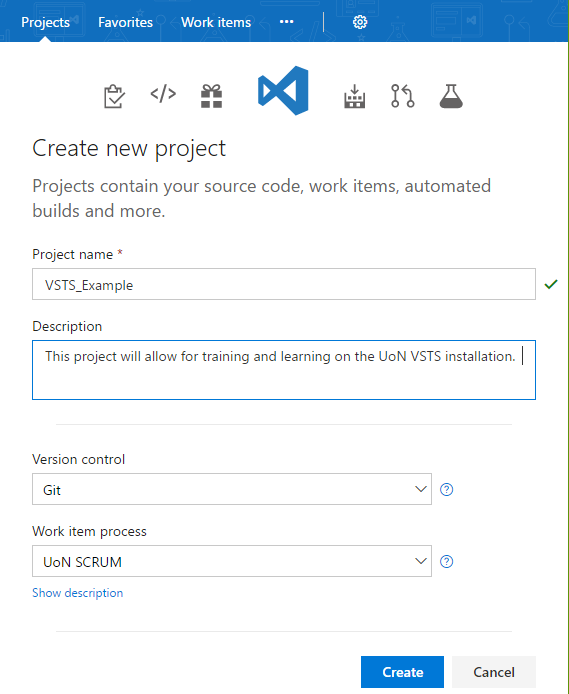 Projects Favorites Work items ...
</>
Create new project
Projects contain your source code, work items, automated
builds and more.
Project name *
VSTS_Example
Description
This project will allow for training and learning on the UoN VSTS installation.
Version control
Git
?
Work item process
UoN SCRUM
?
Show description
Create Cancel